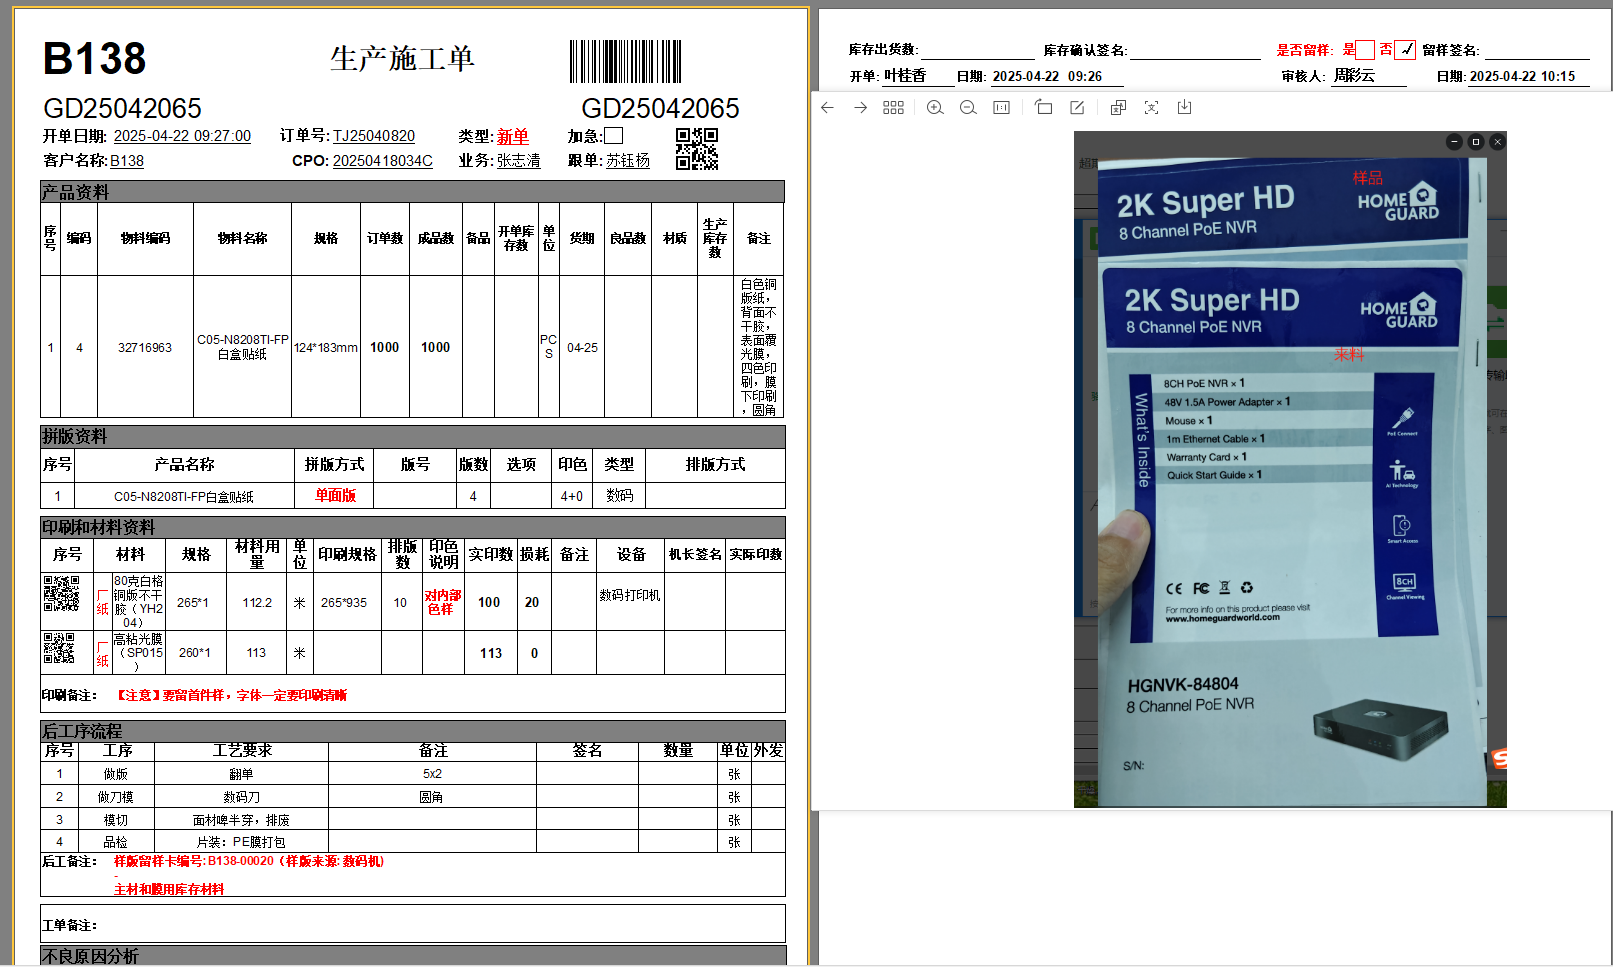 B138
生产施工单
GD25042065
GD25042065
开单日期: 2025-04-22 09:27:00 订单号: TJ25040820 类型: 新单 加急:
客户名称: B138 CPO: 20250418034C 业务: 张志清 跟单: 苏钰杨
产品资料
序号 编码 物料编码 物料名称 规格 订单数 成品数 备品 开单库存数 单位 货期 良品数 材质 生产库存数 备注
1 4 32716963 C05-N8208TI-FP白盒贴纸 124*183mm 1000 1000 PCS 04-25 白色铜版纸，背面不干胶，表面覆光膜，四色印刷，膜下印刷，圆角
拼版资料
序号 产品名称 拼版方式 版号 版数 选项 印色 类型 排版方式
1 C05-N8208TI-FP白盒贴纸 单面版 4 4+0 数码
印刷和材料资料
序号 材料 规格 材料用量 单位 印刷规格 排版数 印色说明 实印数 损耗 备注 设备 机长签名 实际印数
厂纸 80克白格铜版不干胶（YH204） 265*1 112.2 米 265*935 10 对内部色样 100 20 数码打印机
厂纸 高粘光膜（SP015） 260*1 113 米 113 0
印刷备注: 【注意】要留首件样，字体一定要印刷清晰
后工序流程
序号 工序 工艺要求 备注 签名 数量 单位 外发
1 做版 翻单 5x2 张
2 做刀模 数码刀 圆角 张
3 模切 面材啤半穿，排废 张
4 品检 片装：PE膜打包 张
后工备注: 样版留样卡编号:B138-00020（样版来源:数码机)
-
主材和膜用库存材料
工单备注:
不良原因分析
库存出货数: 库存确认签名: 是否留样: 是 否 ✓ 留样签名:
开单: 叶桂香 日期: 2025-04-22 09:26 审核人: 周彩云 日期: 2025-04-22 10:15
样品
2K Super HD
8 Channel PoE NVR
HOME GUARD
2K Super HD
8 Channel PoE NVR
HOME GUARD
来料
What's Inside
8CH PoE NVR × 1
48V 1.5A Power Adapter × 1
Mouse × 1
1m Ethernet Cable × 1
Warranty Card × 1
Quick Start Guide × 1
PoE Connect
AI Technology
Smart Access
8CH
Channel Viewing
CE FC
For more info on this product please visit
www.homeguardworld.com
HGNVK-84804
8 Channel PoE NVR
S/N: